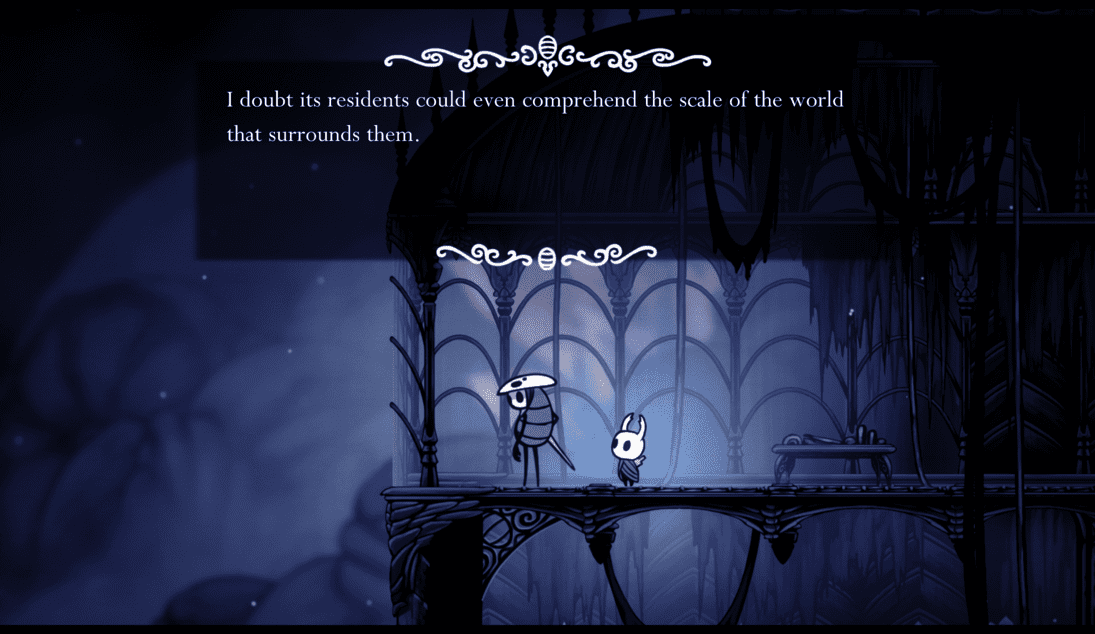 I doubt its residents could even comprehend the scale of the world
that surrounds them.